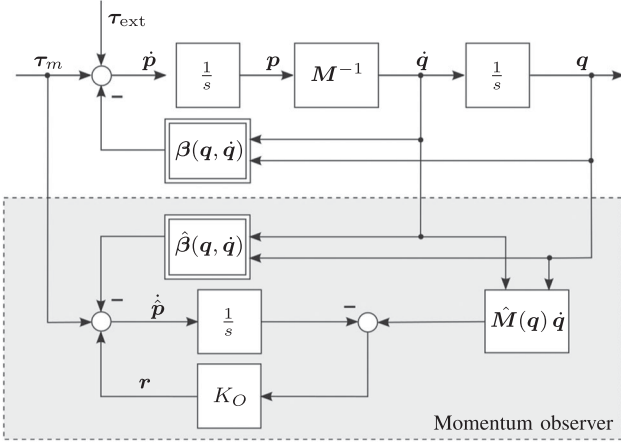 τ_ext
τ_m
ṗ
1/s
p
M⁻¹
q̇
1/s
q
−
β(q, q̇)
β̂(q, q̇)
−
p̂̇
1/s
−
M̂(q) q̇
r
K_O
Momentum observer